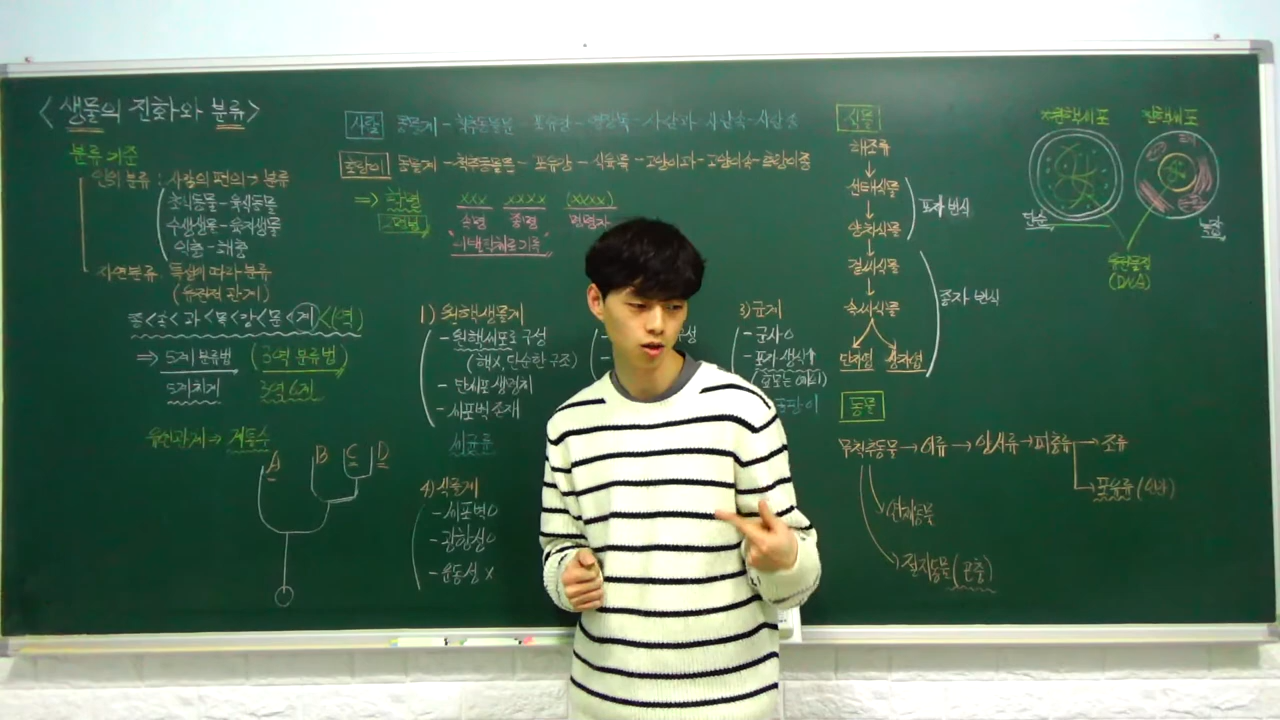 <생물의 진화와 분류>
분류 기준
인위 분류 : 사람의 편의 → 분류
초식동물 - 육식동물
수생생물 - 육지생물
익충 - 해충
자연분류 특성에 따라 분류
(유전적 관계)
종<속<과<목<강<문<계<(역)
⇒ 5계 분류법 (3역 분류법)
3역 6계
유연관계 → 계통수
A B C D
사람 동물계 - 척추동물문 - 포유강 - 영장목 - 사람과 - 사람속 - 사람종
호랑이 동물계 - 척추동물문 - 포유강 - 식육목 - 고양이과 - 고양이속 - 호랑이종
⇒ 학명 xxx xxxx (xxxx)
속명 종명 명명자
"이탤릭체로 기록"
1) 원핵생물계
- 원핵세포로 구성
(핵x, 단순한 구조)
- 단세포 생명체
- 세포벽 존재
세균류
3) 균계
- 균사o
- 포자 생식
곰팡이
4) 식물계
- 세포벽o
- 광합성o
- 운동성 x
식물
해조류
↓
선태식물
↓
양치식물
포자 번식
↓
겉씨식물
↓
속씨식물
종자 번식
단자엽 쌍자엽
동물
무척추동물 → 어류 → 양서류 → 파충류 → 조류
포유류
연체동물
절지동물 (곤충)
원핵세포 진핵세포
단순 복잡
유전물질
(DNA)